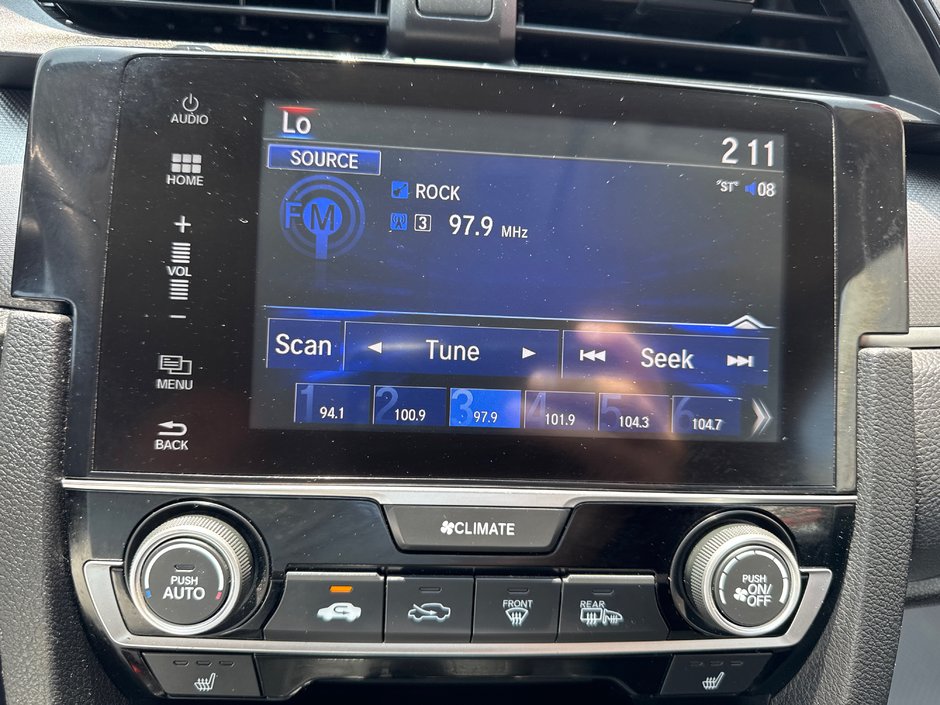 AUDIO
HOME
+
VOL
−
MENU
BACK
Lo
2 11
SOURCE
"ST" 08
FM
ROCK
3 97.9 MHz
Scan Tune Seek
1 94.1 2 100.9 3 97.9 4 101.9 5 104.3 6 104.7
CLIMATE
PUSH AUTO
FRONT
REAR
PUSH ON/OFF